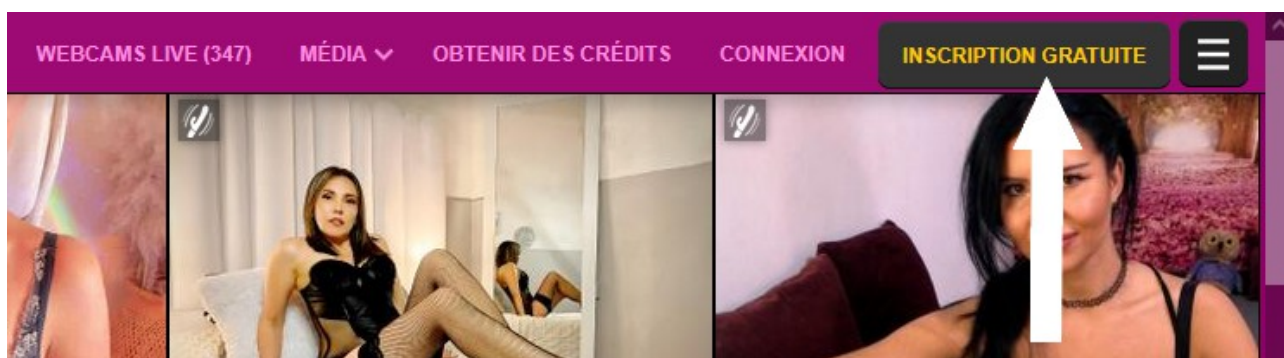 WEBCAMS LIVE (347) MÉDIA OBTENIR DES CRÉDITS CONNEXION INSCRIPTION GRATUITE